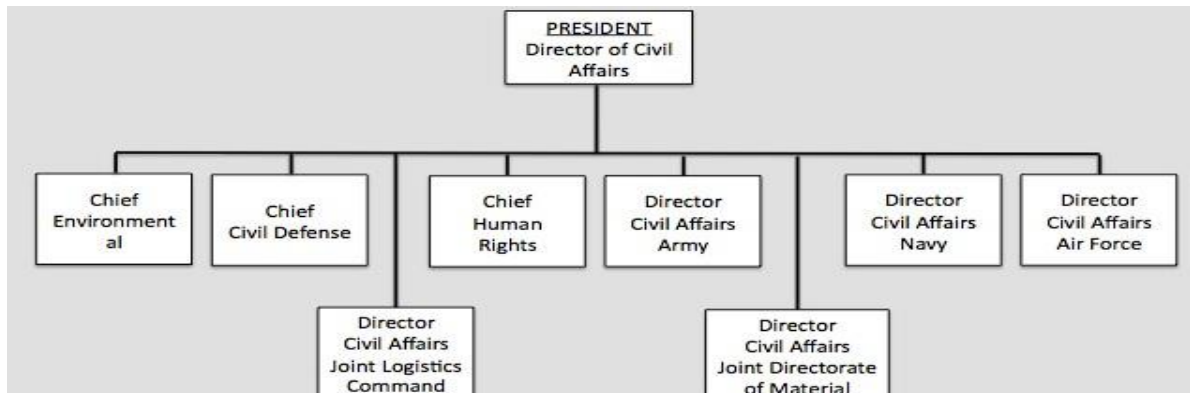 PRESIDENT
Director of Civil
Affairs
Chief
Environment
al
Chief
Civil Defense
Chief
Human
Rights
Director
Civil Affairs
Army
Director
Civil Affairs
Navy
Director
Civil Affairs
Air Force
Director
Civil Affairs
Joint Logistics
Command
Director
Civil Affairs
Joint Directorate
of Material